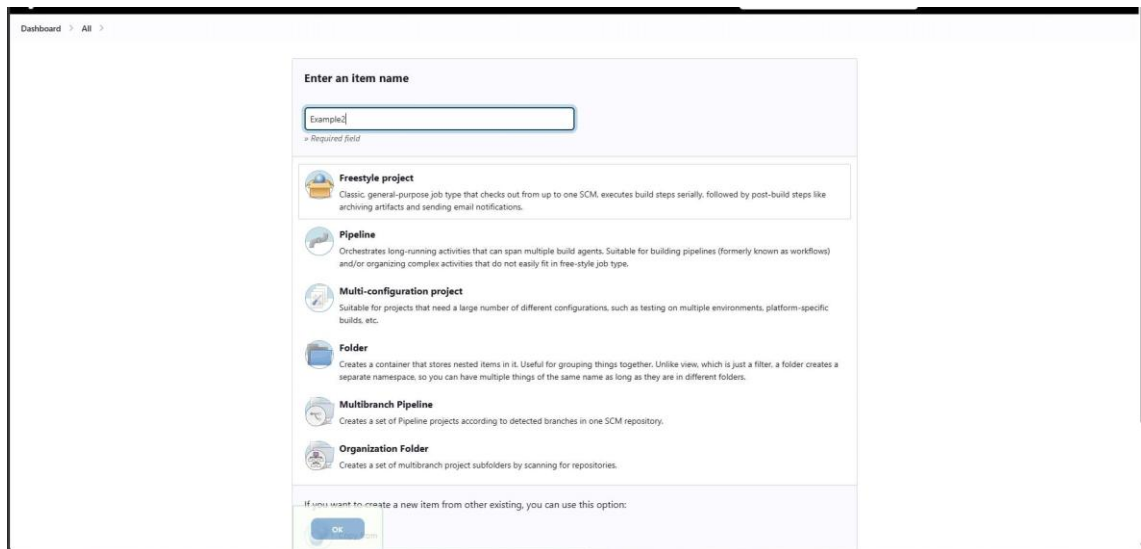 Dashboard > All >
Enter an item name
Example2
» Required field
Freestyle project
Classic, general-purpose job type that checks out from up to one SCM, executes build steps serially, followed by post-build steps like
archiving artifacts and sending email notifications.
Pipeline
Orchestrates long-running activities that can span multiple build agents. Suitable for building pipelines (formerly known as workflows)
and/or organizing complex activities that do not easily fit in free-style job type.
Multi-configuration project
Suitable for projects that need a large number of different configurations, such as testing on multiple environments, platform-specific
builds, etc.
Folder
Creates a container that stores nested items in it. Useful for grouping things together. Unlike view, which is just a filter, a folder creates a
separate namespace, so you can have multiple things of the same name as long as they are in different folders.
Multibranch Pipeline
Creates a set of Pipeline projects according to detected branches in one SCM repository.
Organization Folder
Creates a set of multibranch project subfolders by scanning for repositories.
If you want to create a new item from other existing, you can use this option:
OK
from